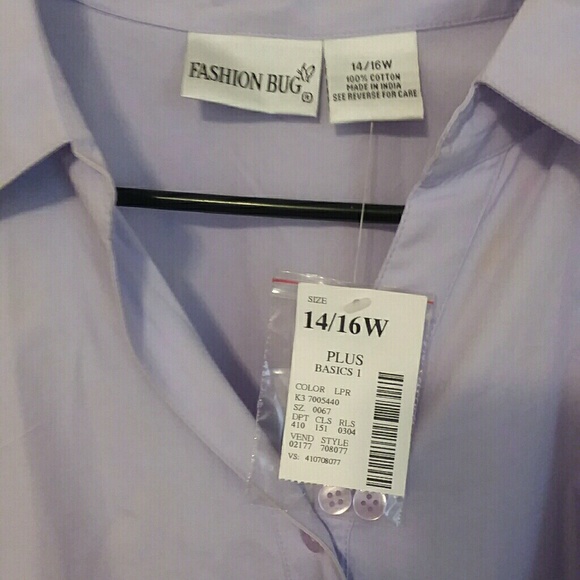 FASHION BUG®
14/16W
100% COTTON
MADE IN INDIA
SEE REVERSE FOR CARE
SIZE
14/16W
PLUS
BASICS 1
COLOR LPR
K3 7005440
SZ. 0067
DPT CLS RLS
410 151 0304
VEND STYLE
02177 708077
VS: 410708077